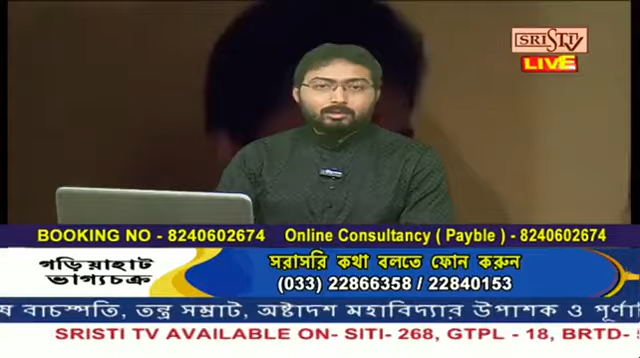 SRISTI TV
LIVE
BOOKING NO - 8240602674 Online Consultancy ( Payble ) - 8240602674
গড়িয়াহাট
ভাগ্যচক্র
সরাসরি কথা বলতে ফোন করুন
(033) 22866358 / 22840153
বাচস্পতি, তন্ত্র সম্রাট, অষ্টাদশ মহাবিদ্যার উপাশক ও
SRISTI TV AVAILABLE ON- SITI- 268, GTPL - 18, BRTD-